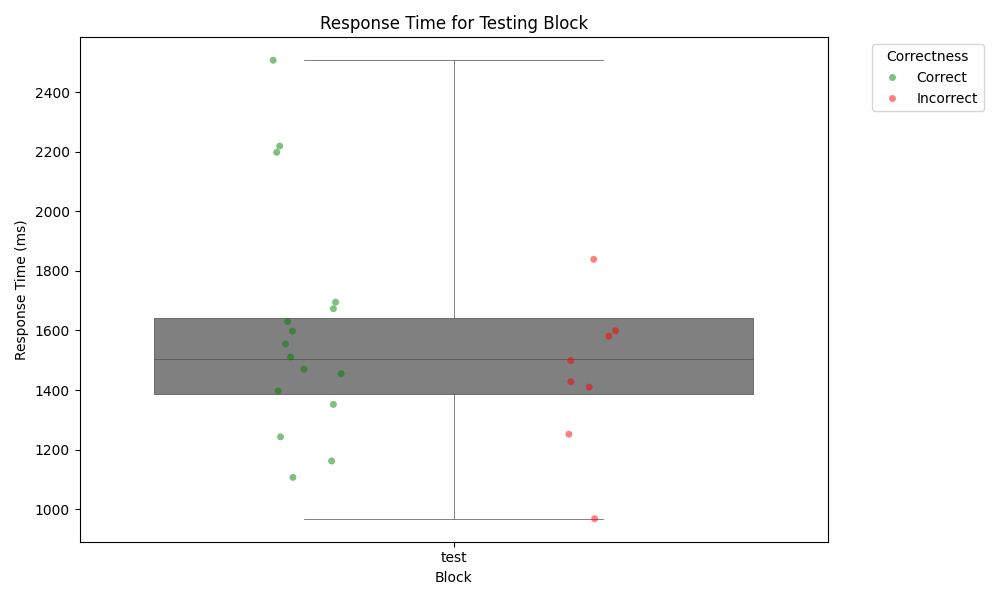 Response Time for Testing Block
Correctness
Correct
Incorrect
Response Time (ms)
2400
2200
2000
1800
1600
1400
1200
1000
test
Block